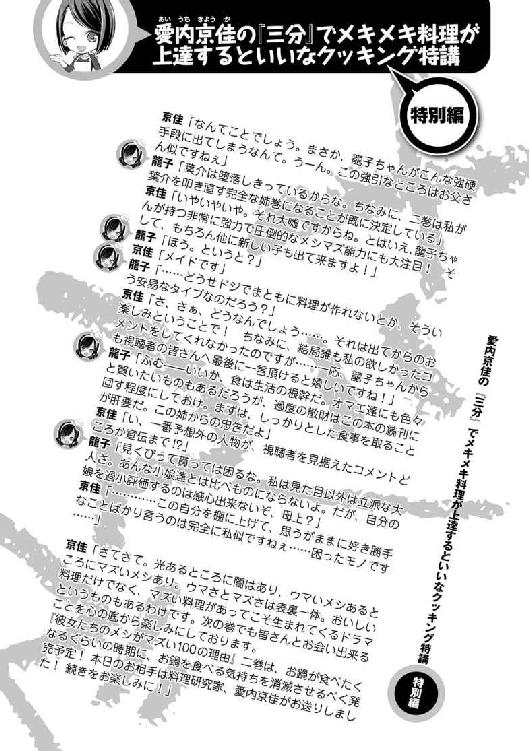 愛内京佳の『三分』でメキメキ料理が
上達するといいなクッキング特講
あいうちきょうか
特別編
京佳「なんてことでしょう。まさか、龍子ちゃんがこんな強硬
手段に出てしまうなんて。うーん。この強引なところはお父さ
ん似ですねぇ」
龍子「葉介は堕落しきっているからな。ちなみに、二巻は私が
葉介を叩き直す完全な姉巻になることが既に決定している」
京佳「いやいやいや。それ大嘘ですからね。とはいえ、龍子ちゃ
んが持つ非常に強力で圧倒的なメシマズ能力にも大注目！　そ
して、もちろん他に新しい子も出て来ますよ！」
龍子「ほう。というと？」
京佳「メイドです」
龍子「……どうせドジでまともに料理が作れないとか、そうい
う安易なタイプなのだろう？」
京佳「さ、さぁ、どうなんでしょう……。それは出てからのお
楽しみということで！　ちなみに、結局雛も私の欲しかったコ
メントをしてくれなかったのですが……一応、龍子ちゃんから
も視聴者の皆さんへ最後に一言頂けると嬉しいですね！」
龍子「ふむ――いいか、食は生活の根幹だ。オマエ達にも色々
と買いたいものもあるだろうが、過度の散財はこの本の新刊に
回す程度にしておけ。まずは、しっかりとした食事を取ること
が肝要だ。この姉からの忠告だよ」
京佳「い、一番予想外の人物が、視聴者を見据えたコメントど
ころか宣伝まで!?」
龍子「見くびって貰っては困るな。私は見た目以外は立派な大
人さ。あんな小娘達とは比べものにならないよ。だが、自分の
娘を過小評価するのは感心出来ないぞ、母上？」
京佳「…………この自分を棚に上げて、思うがままに好き勝手
なことばかり言うのは完全に私似ですねぇ……困ったモノです
……」
京佳「さてさて。光あるところに闇はあり、ウマいメシあると
ころにマズいメシあり。ウマさとマズさは表裏一体。おいしい
料理だけでなく、マズい料理があってこそ生まれてくるドラマ
というものもあるわけです。次の巻でも皆さんとお会い出来る
ことを心の底から楽しみにしております。
『彼女たちのメシがマズい100の理由』二巻は、お鍋が食べたく
なるぐらいの時期に、お鍋を食べる気持ちを消滅させるべく発
売予定！　本日のお相手は料理研究家、愛内京佳がお送りしまし
た！　続きをお楽しみに！」
愛内京佳の『三分』でメキメキ料理が上達するといいなクッキング特講
特別編